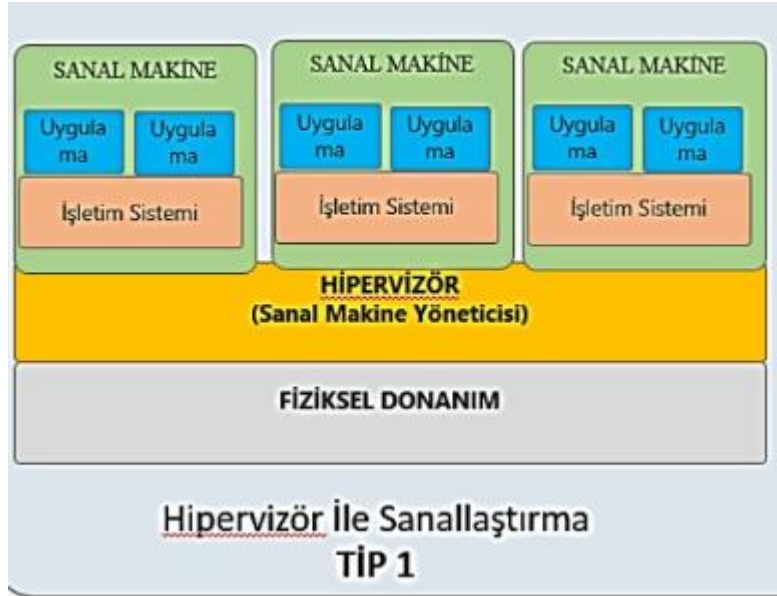 SANAL MAKİNE
SANAL MAKİNE
SANAL MAKİNE
Uygula
ma
Uygula
ma
Uygula
ma
Uygula
ma
Uygula
ma
Uygula
ma
İşletim Sistemi
İşletim Sistemi
İşletim Sistemi
HİPERVİZÖR
(Sanal Makine Yöneticisi)
FİZİKSEL DONANIM
Hipervizör İle Sanallaştırma
TİP 1